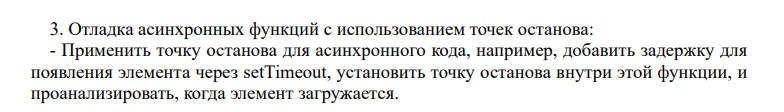 3. Отладка асинхронных функций с использованием точек останова:
- Применить точку останова для асинхронного кода, например, добавить задержку для
появления элемента через setTimeout, установить точку останова внутри этой функции, и
проанализировать, когда элемент загружается.